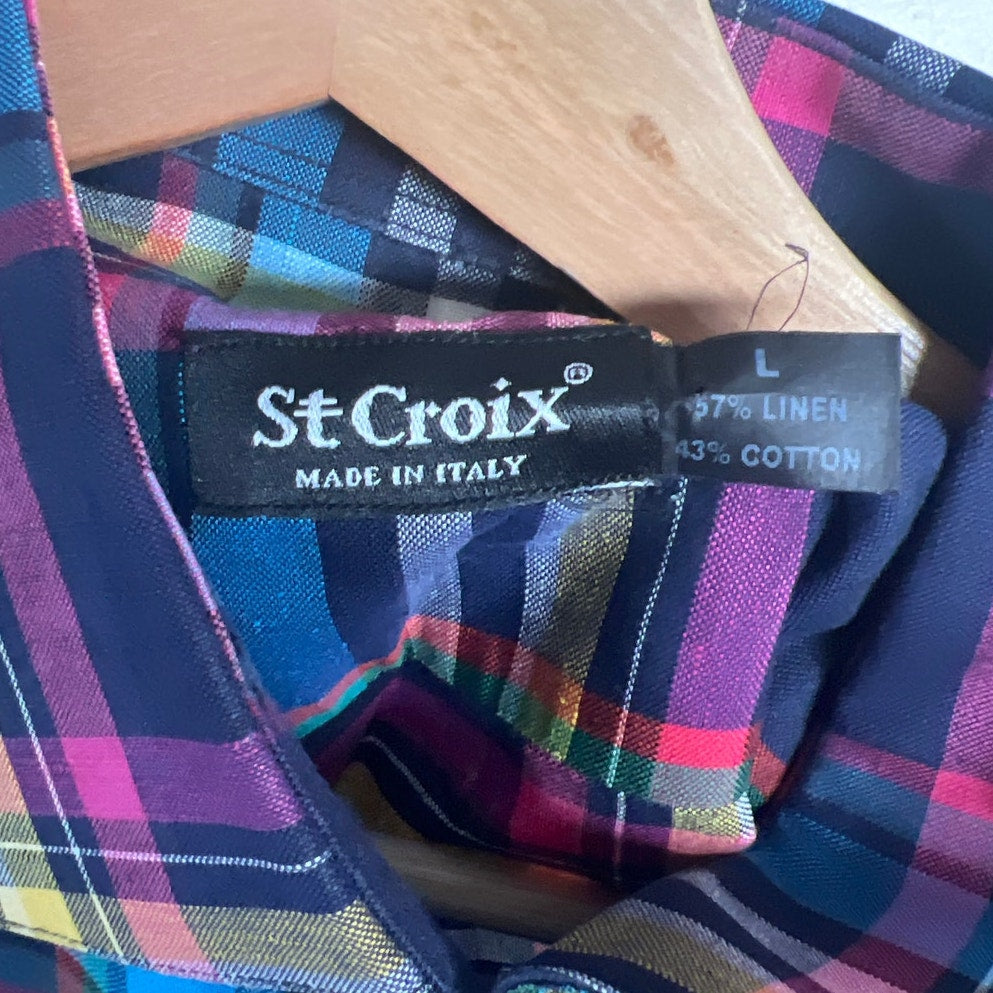 St Croix®
MADE IN ITALY
L
57% LINEN
43% COTTON